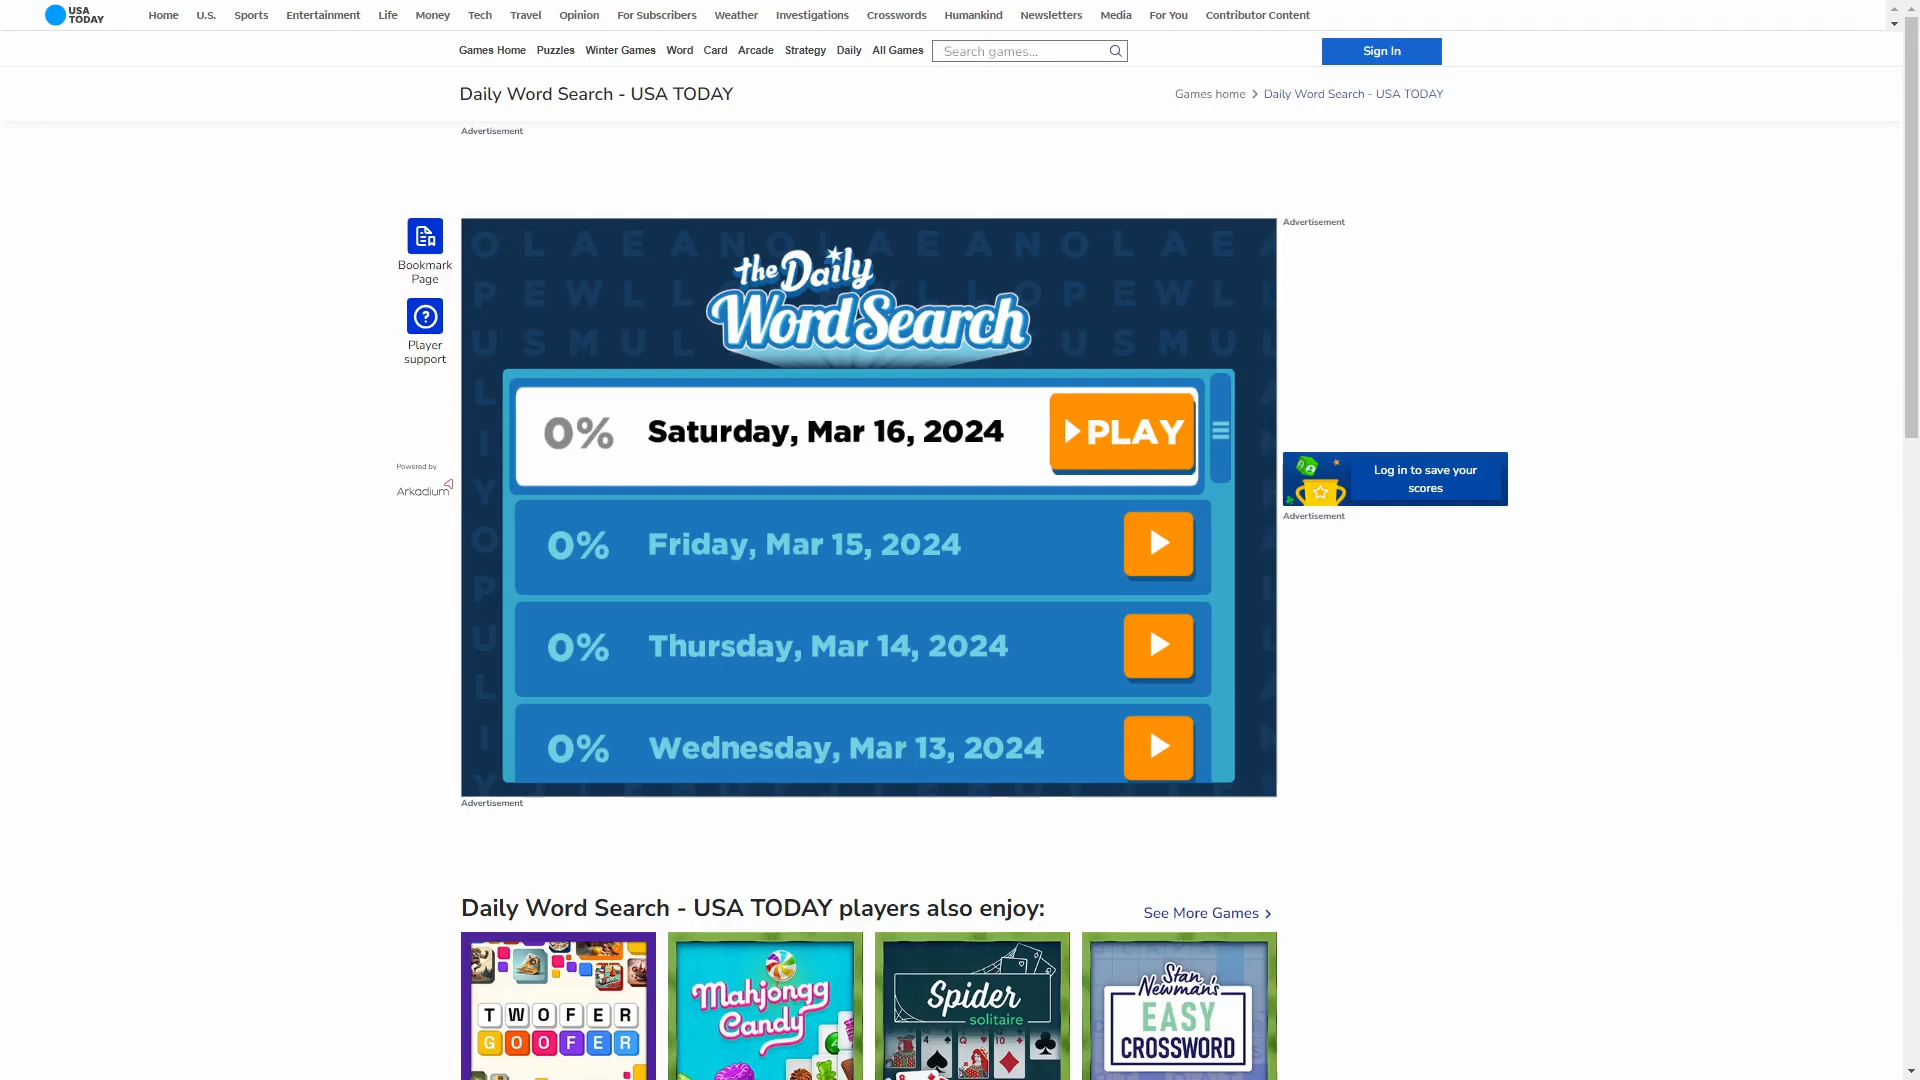 USA TODAY
Home U.S. Sports Entertainment Life Money Tech Travel Opinion For Subscribers Weather Investigations Crosswords Humankind Newsletters Media For You Contributor Content
Games Home Puzzles Winter Games Word Card Arcade Strategy Daily All Games Search games... Sign In
Daily Word Search - USA TODAY
Games home > Daily Word Search - USA TODAY
Advertisement
Bookmark
Page
Player
support
Powered by
Arkadium
the Daily
Word Search
0% Saturday, Mar 16, 2024 PLAY
0% Friday, Mar 15, 2024
0% Thursday, Mar 14, 2024
0% Wednesday, Mar 13, 2024
Advertisement
Log in to save your
scores
Advertisement
Advertisement
Daily Word Search - USA TODAY players also enjoy:
See More Games >
TWOFER
GOOFER
Mahjongg
Candy
Spider
solitaire
Stan
Newman's
EASY
CROSSWORD